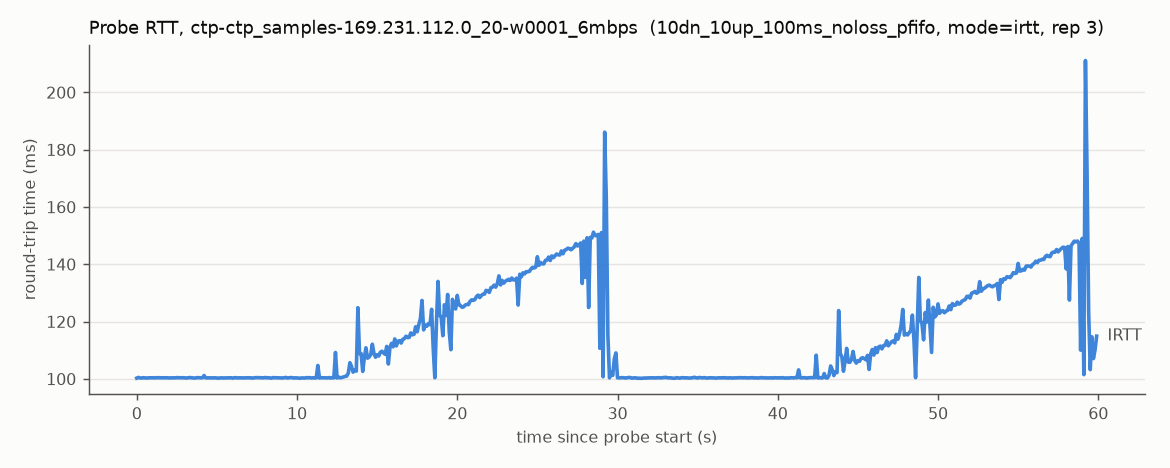 Probe RTT, ctp-ctp_samples-169.231.112.0_20-w0001_6mbps  (10dn_10up_100ms_noloss_pfifo, mode=irtt, rep 3)
round-trip time (ms)
200
180
160
140
120
100
IRTT
0 10 20 30 40 50 60
time since probe start (s)